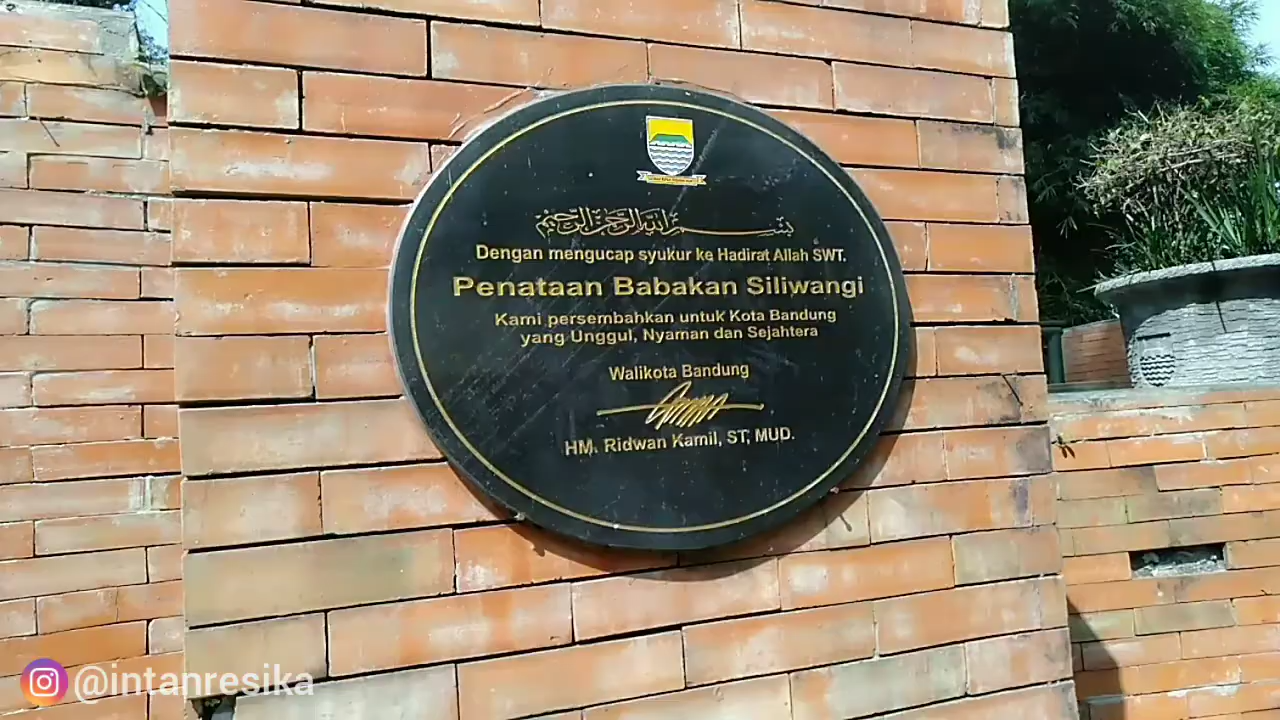 بسم الله الرحمن الرحيم
Dengan mengucap syukur ke Hadirat Allah SWT.
Penataan Babakan Siliwangi
Kami persembahkan untuk Kota Bandung
yang Unggul, Nyaman dan Sejahtera
Walikota Bandung
HM. Ridwan Kamil, ST, MUD.
@intanresika